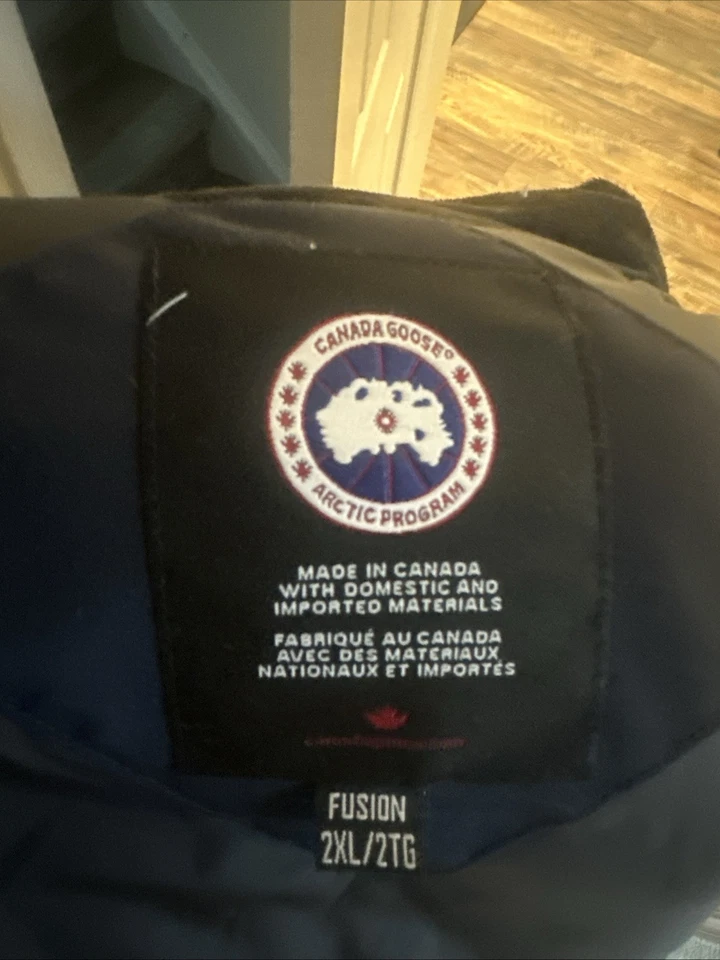 CANADA GOOSE®
ARCTIC PROGRAM
MADE IN CANADA
WITH DOMESTIC AND
IMPORTED MATERIALS
FABRIQUÉ AU CANADA
AVEC DES MATÉRIAUX
NATIONAUX ET IMPORTÉS
FUSION
2XL/2TG